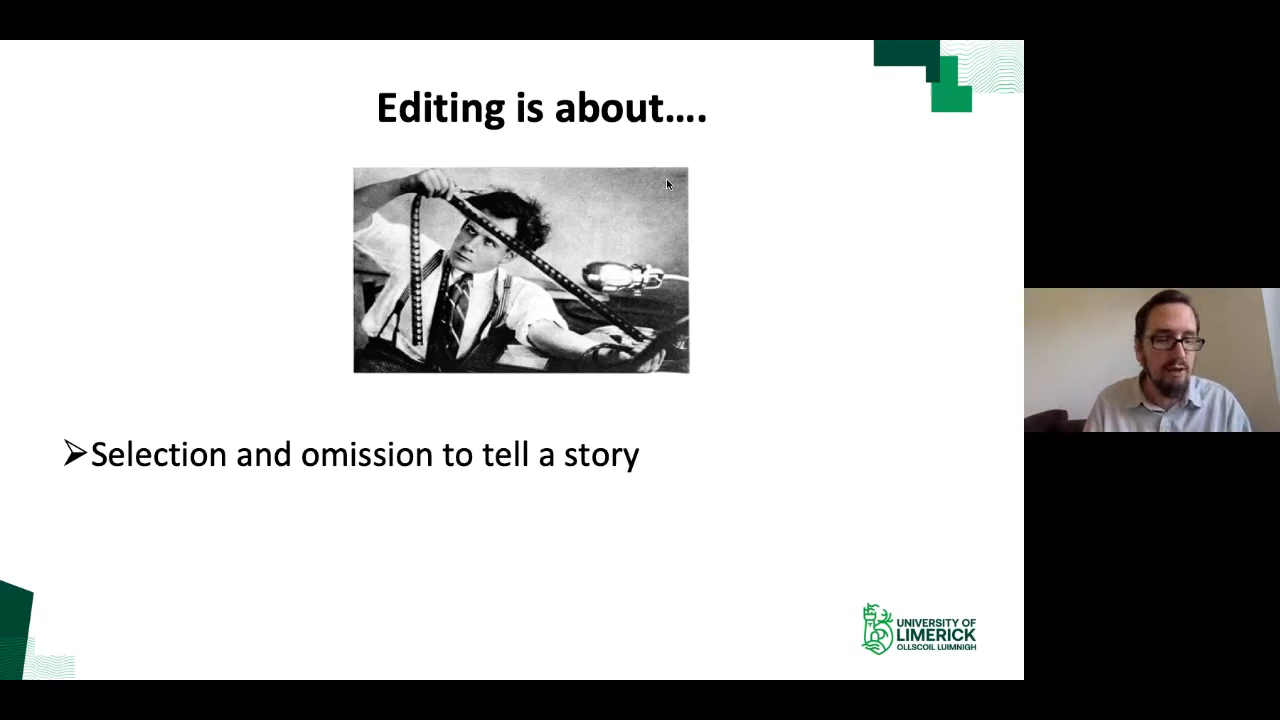 Editing is about....
➢Selection and omission to tell a story
UNIVERSITY OF
LIMERICK
OLLSCOIL LUIMNIGH